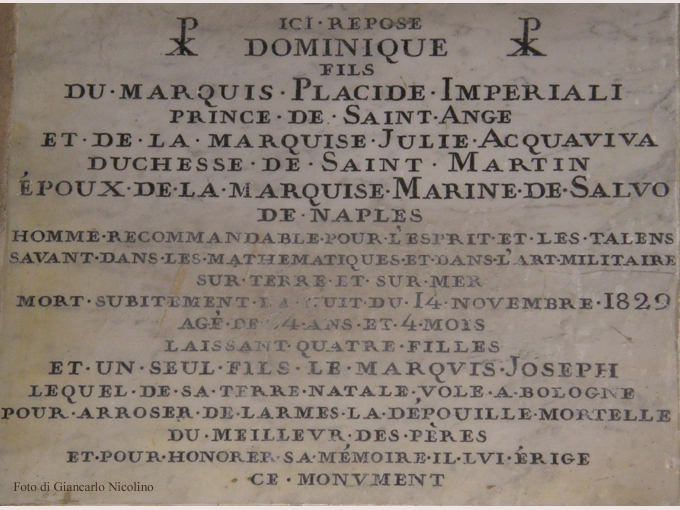 ICI·REPOSE
DOMINIQUE
FILS
DU·MARQUIS·PLACIDE·IMPERIALI
PRINCE·DE·SAINT·ANGE
ET·DE·LA·MARQUISE·JULIE·ACQUAVIVA
DUCHESSE·DE·SAINT·MARTIN
ÉPOUX·DE·LA·MARQUISE·MARINE·DE·SALVO
DE·NAPLES
HOMME·RECOMMANDABLE·POUR·L'ESPRIT·ET·LES·TALENS
SAVANT·DANS·LES·MATHEMATIQUES·ET·DANS·L'ART·MILITAIRE
SUR·TERRE·ET·SUR·MER
MORT·SUBITEMENT·LA·NUIT·DU·14·NOVEMBRE·1829
AGÈ·DE·ANS·ET·4·MOIS
LAISSANT·QUATRE·FILLES
ET·UN·SEUL·FILS·LE·MARQVIS·JOSEPH
LEQUEL·DE·SA·TERRE·NATALE·VOLE·A·BOLOGNE
POUR·ARROSER·DE·LARMES·LA·DÉPOUILLE·MORTELLE
DU·MEILLEVR·DES·PÈRES
ET·POUR·HONORER·SA·MÉMOIRE·IL·LVI·ÉRIGE
CE·MONVMENT
Foto di Giancarlo Nicolino